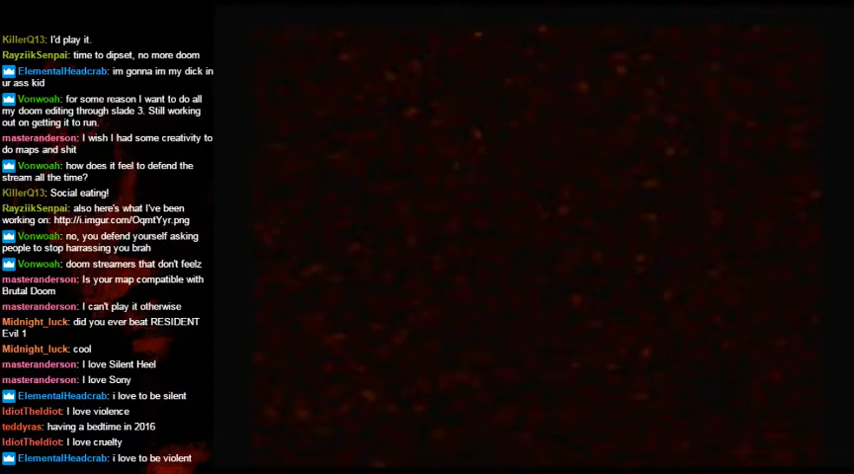 KillerQ13: I'd play it.
RayziikSenpai: time to dipset, no more doom
ElementalHeadcrab: im gonna im my dick in
ur ass kid
Vonwoah: for some reason I want to do all
my doom editing through slade 3. Still working
out on getting it to run.
masteranderson: I wish I had some creativity to
do maps and shit
Vonwoah: how does it feel to defend the
stream all the time?
KillerQ13: Social eating!
RayziikSenpai: also here's what I've been
working on: http://i.imgur.com/OqmtYyr.png
Vonwoah: no, you defend yourself asking
people to stop harrassing you brah
Vonwoah: doom streamers that don't feelz
masteranderson: Is your map compatible with
Brutal Doom
masteranderson: I can't play it otherwise
Midnight_luck: did you ever beat RESIDENT
Evil 1
Midnight_luck: cool
masteranderson: I love Silent Heel
masteranderson: I love Sony
ElementalHeadcrab: i love to be silent
IdiotTheIdiot: I love violence
teddyras: having a bedtime in 2016
IdiotTheIdiot: I love cruelty
ElementalHeadcrab: i love to be violent